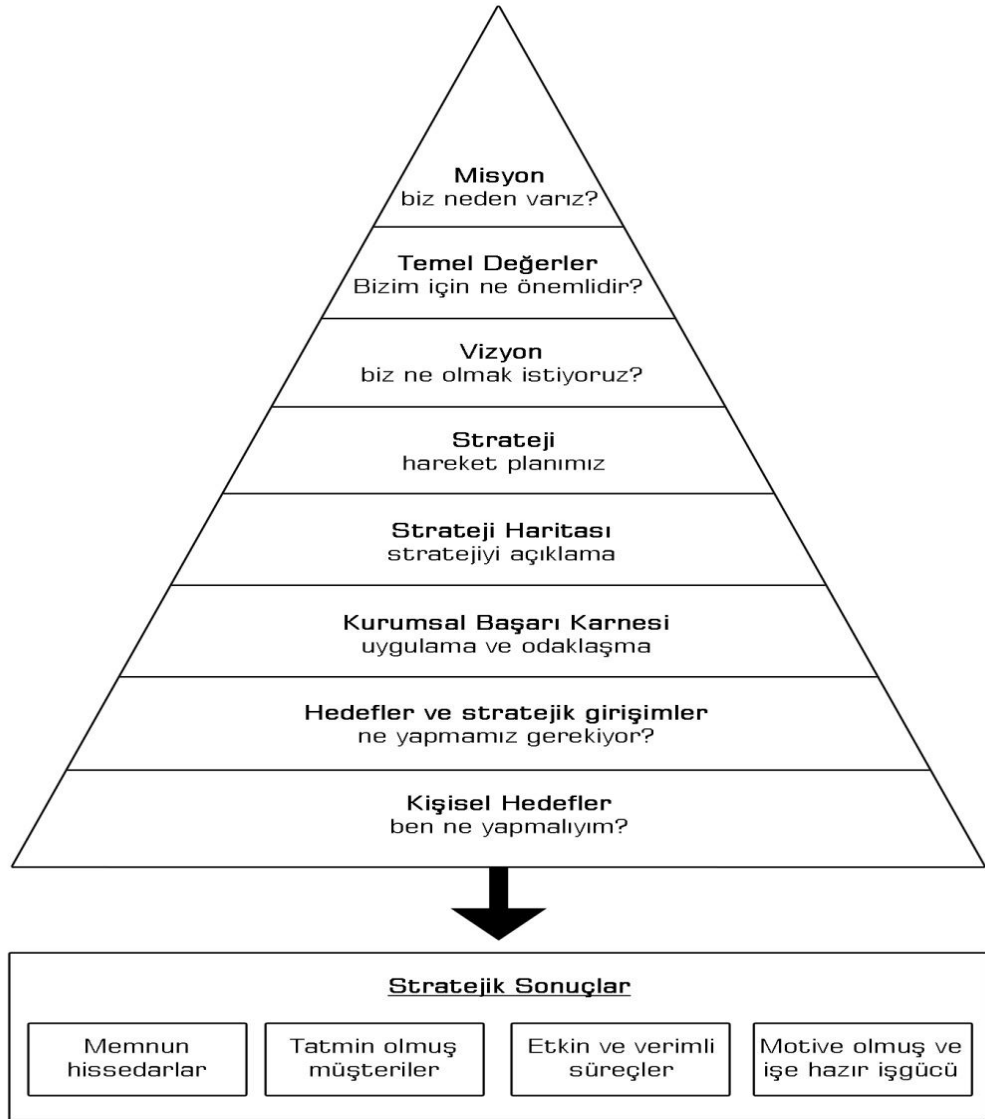 Misyon
biz neden varız?
Temel Değerler
Bizim için ne önemlidir?
Vizyon
biz ne olmak istiyoruz?
Strateji
hareket planımız
Strateji Haritası
stratejiyi açıklama
Kurumsal Başarı Karnesi
uygulama ve odaklaşma
Hedefler ve stratejik girişimler
ne yapmamız gerekiyor?
Kişisel Hedefler
ben ne yapmalıyım?
Stratejik Sonuçlar
Memnun
hissedarlar
Tatmin olmuş
müşteriler
Etkin ve verimli
süreçler
Motive olmuş ve
işe hazır işgücü